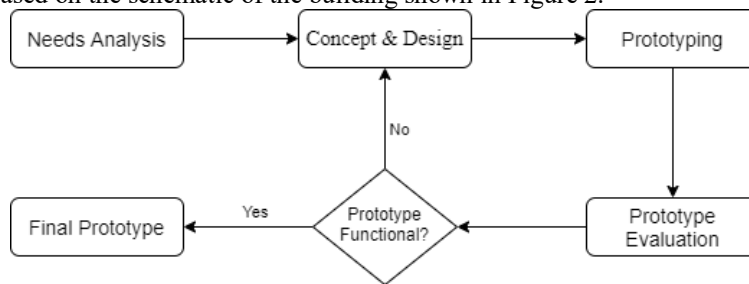 ased on the schematic of the building shown in Figure 2.
Needs Analysis
Concept & Design
Prototyping
No
Yes
Prototype
Functional?
Final Prototype
Prototype
Evaluation